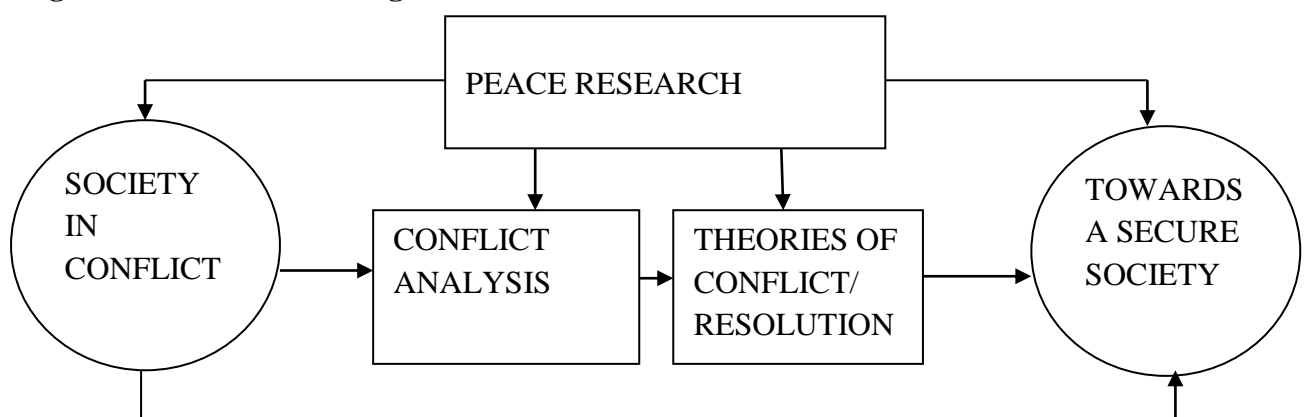 PEACE RESEARCH
SOCIETY
IN
CONFLICT
CONFLICT
ANALYSIS
THEORIES OF
CONFLICT/
RESOLUTION
TOWARDS
A SECURE
SOCIETY